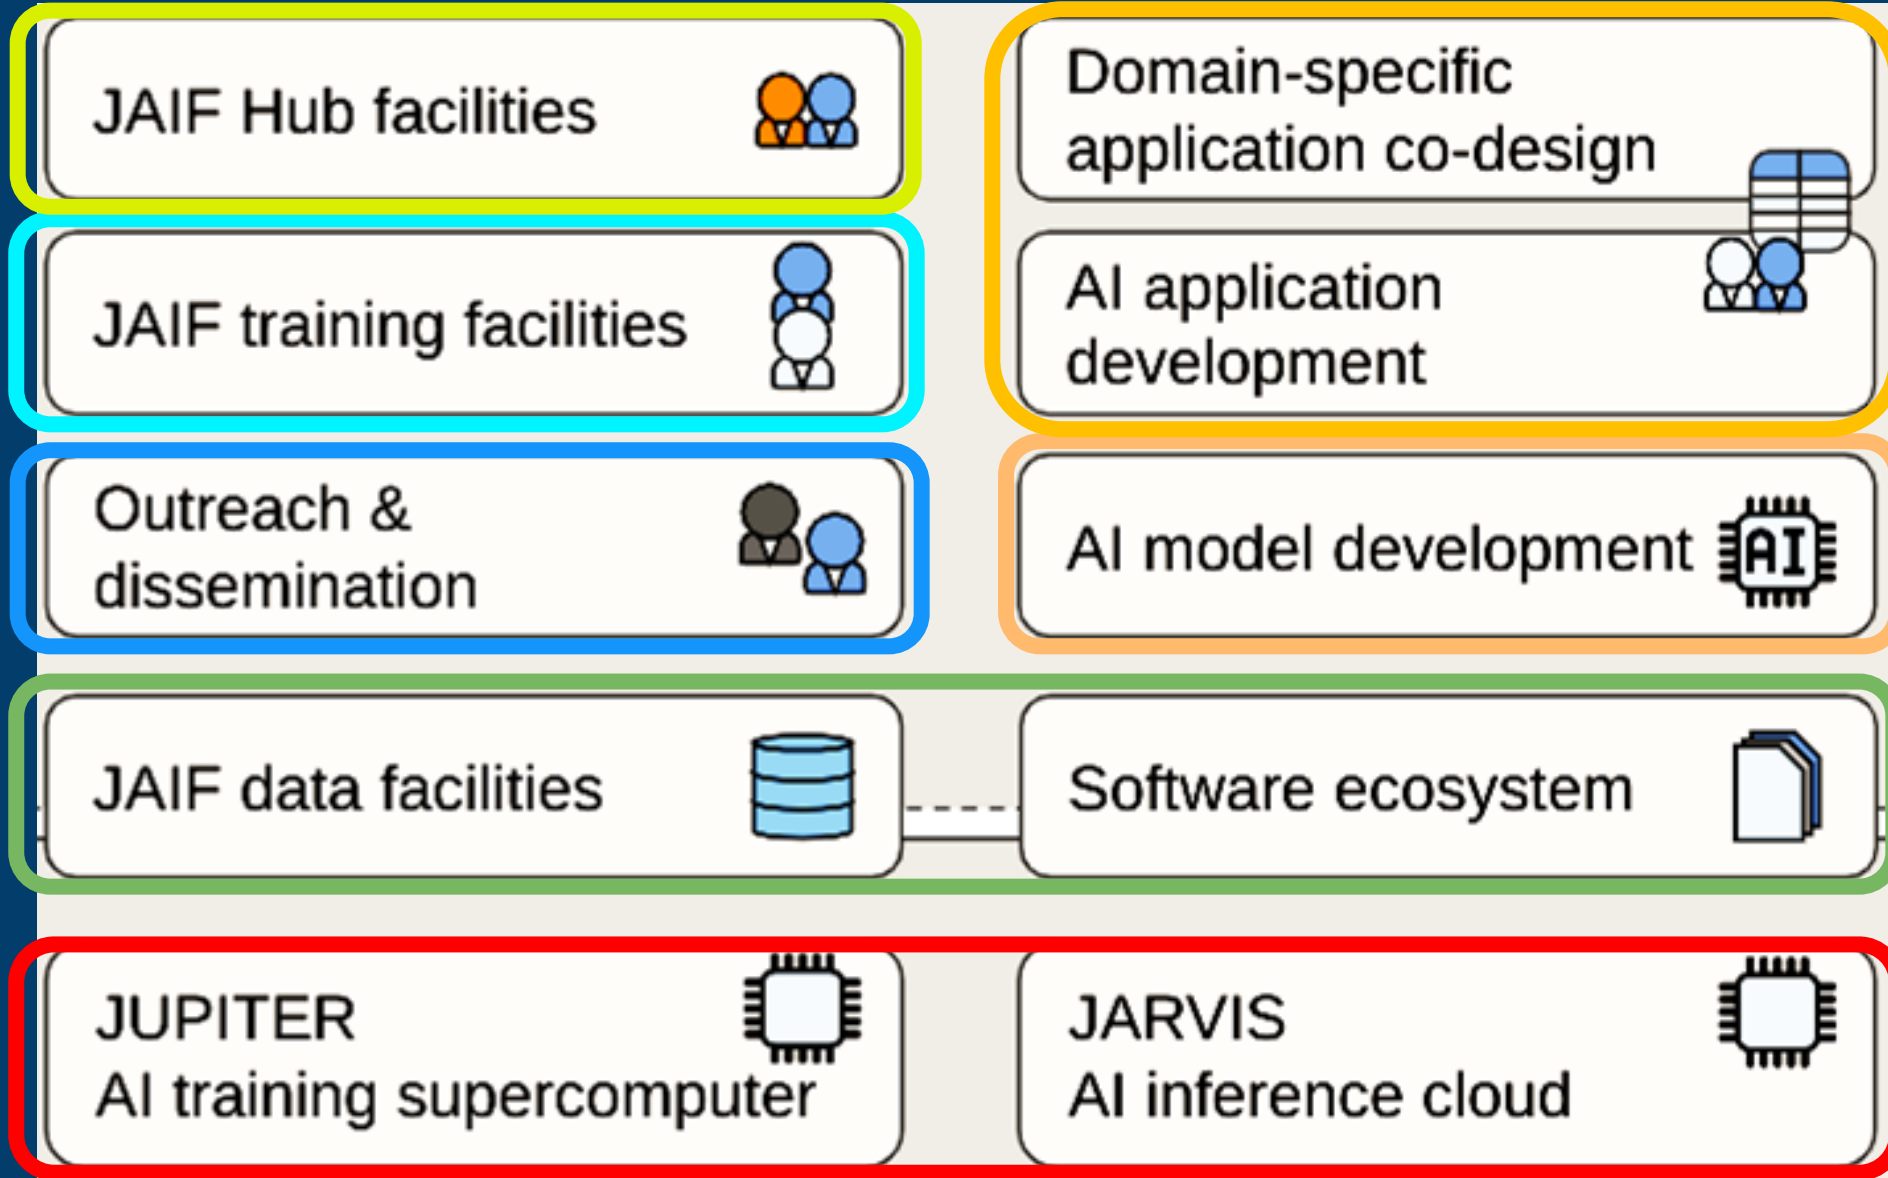 JAIF Hub facilities
Domain-specific
application co-design
JAIF training facilities
AI application
development
Outreach &
dissemination
AI model development
AI
JAIF data facilities
Software ecosystem
JUPITER
AI training supercomputer
JARVIS
AI inference cloud